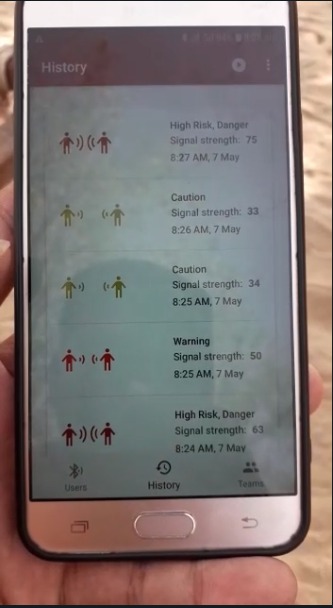 History
High Risk, Danger
Signal strength: 75
8:27 AM, 7 May
Caution
Signal strength: 33
8:26 AM, 7 May
Caution
Signal strength: 34
8:25 AM, 7 May
Warning
Signal strength: 50
8:25 AM, 7 May
High Risk, Danger
Signal strength: 63
8:24 AM, 7 May
Users
History
Teams